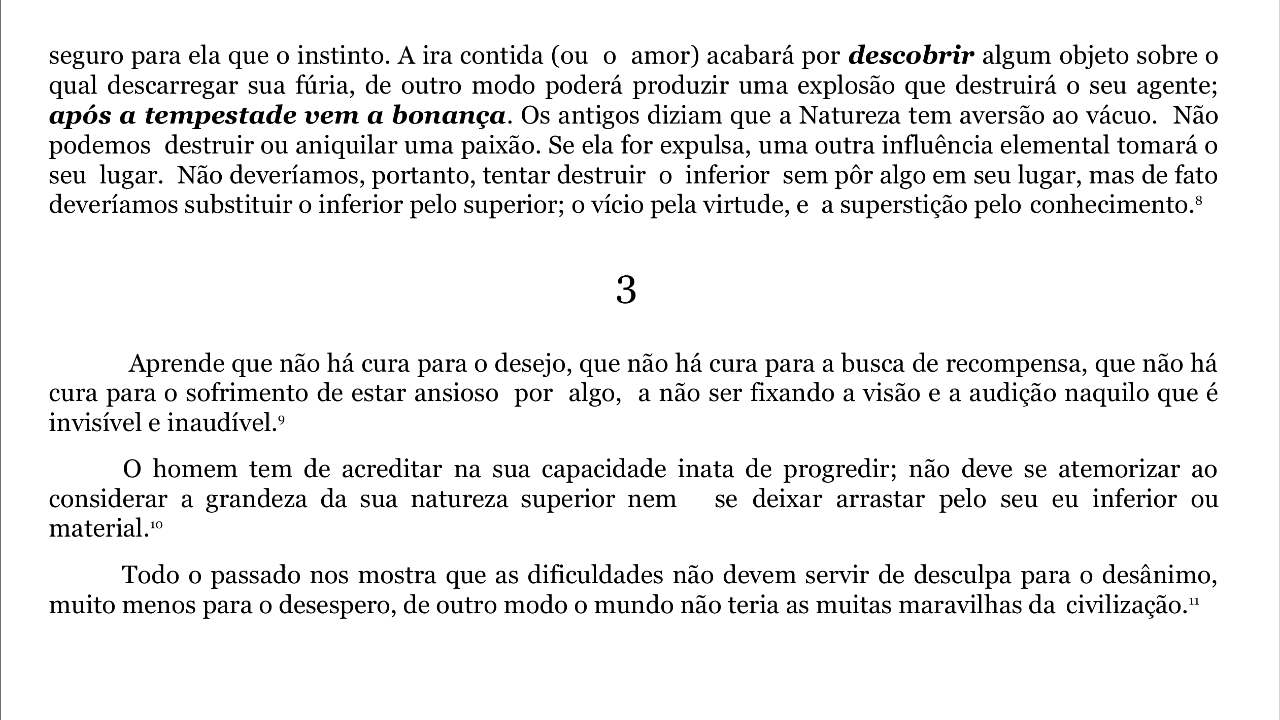 seguro para ela que o instinto. A ira contida (ou o amor) acabará por descobrir algum objeto sobre o
qual descarregar sua fúria, de outro modo poderá produzir uma explosão que destruirá o seu agente;
após a tempestade vem a bonança. Os antigos diziam que a Natureza tem aversão ao vácuo. Não
podemos destruir ou aniquilar uma paixão. Se ela for expulsa, uma outra influência elemental tomará o
seu lugar. Não deveríamos, portanto, tentar destruir o inferior sem pôr algo em seu lugar, mas de fato
deveríamos substituir o inferior pelo superior; o vício pela virtude, e a superstição pelo conhecimento.⁸
3
Aprende que não há cura para o desejo, que não há cura para a busca de recompensa, que não há
cura para o sofrimento de estar ansioso por algo, a não ser fixando a visão e a audição naquilo que é
invisível e inaudível.⁹
O homem tem de acreditar na sua capacidade inata de progredir; não deve se atemorizar ao
considerar a grandeza da sua natureza superior nem se deixar arrastar pelo seu eu inferior ou
material.¹⁰
Todo o passado nos mostra que as dificuldades não devem servir de desculpa para o desânimo,
muito menos para o desespero, de outro modo o mundo não teria as muitas maravilhas da civilização.¹¹